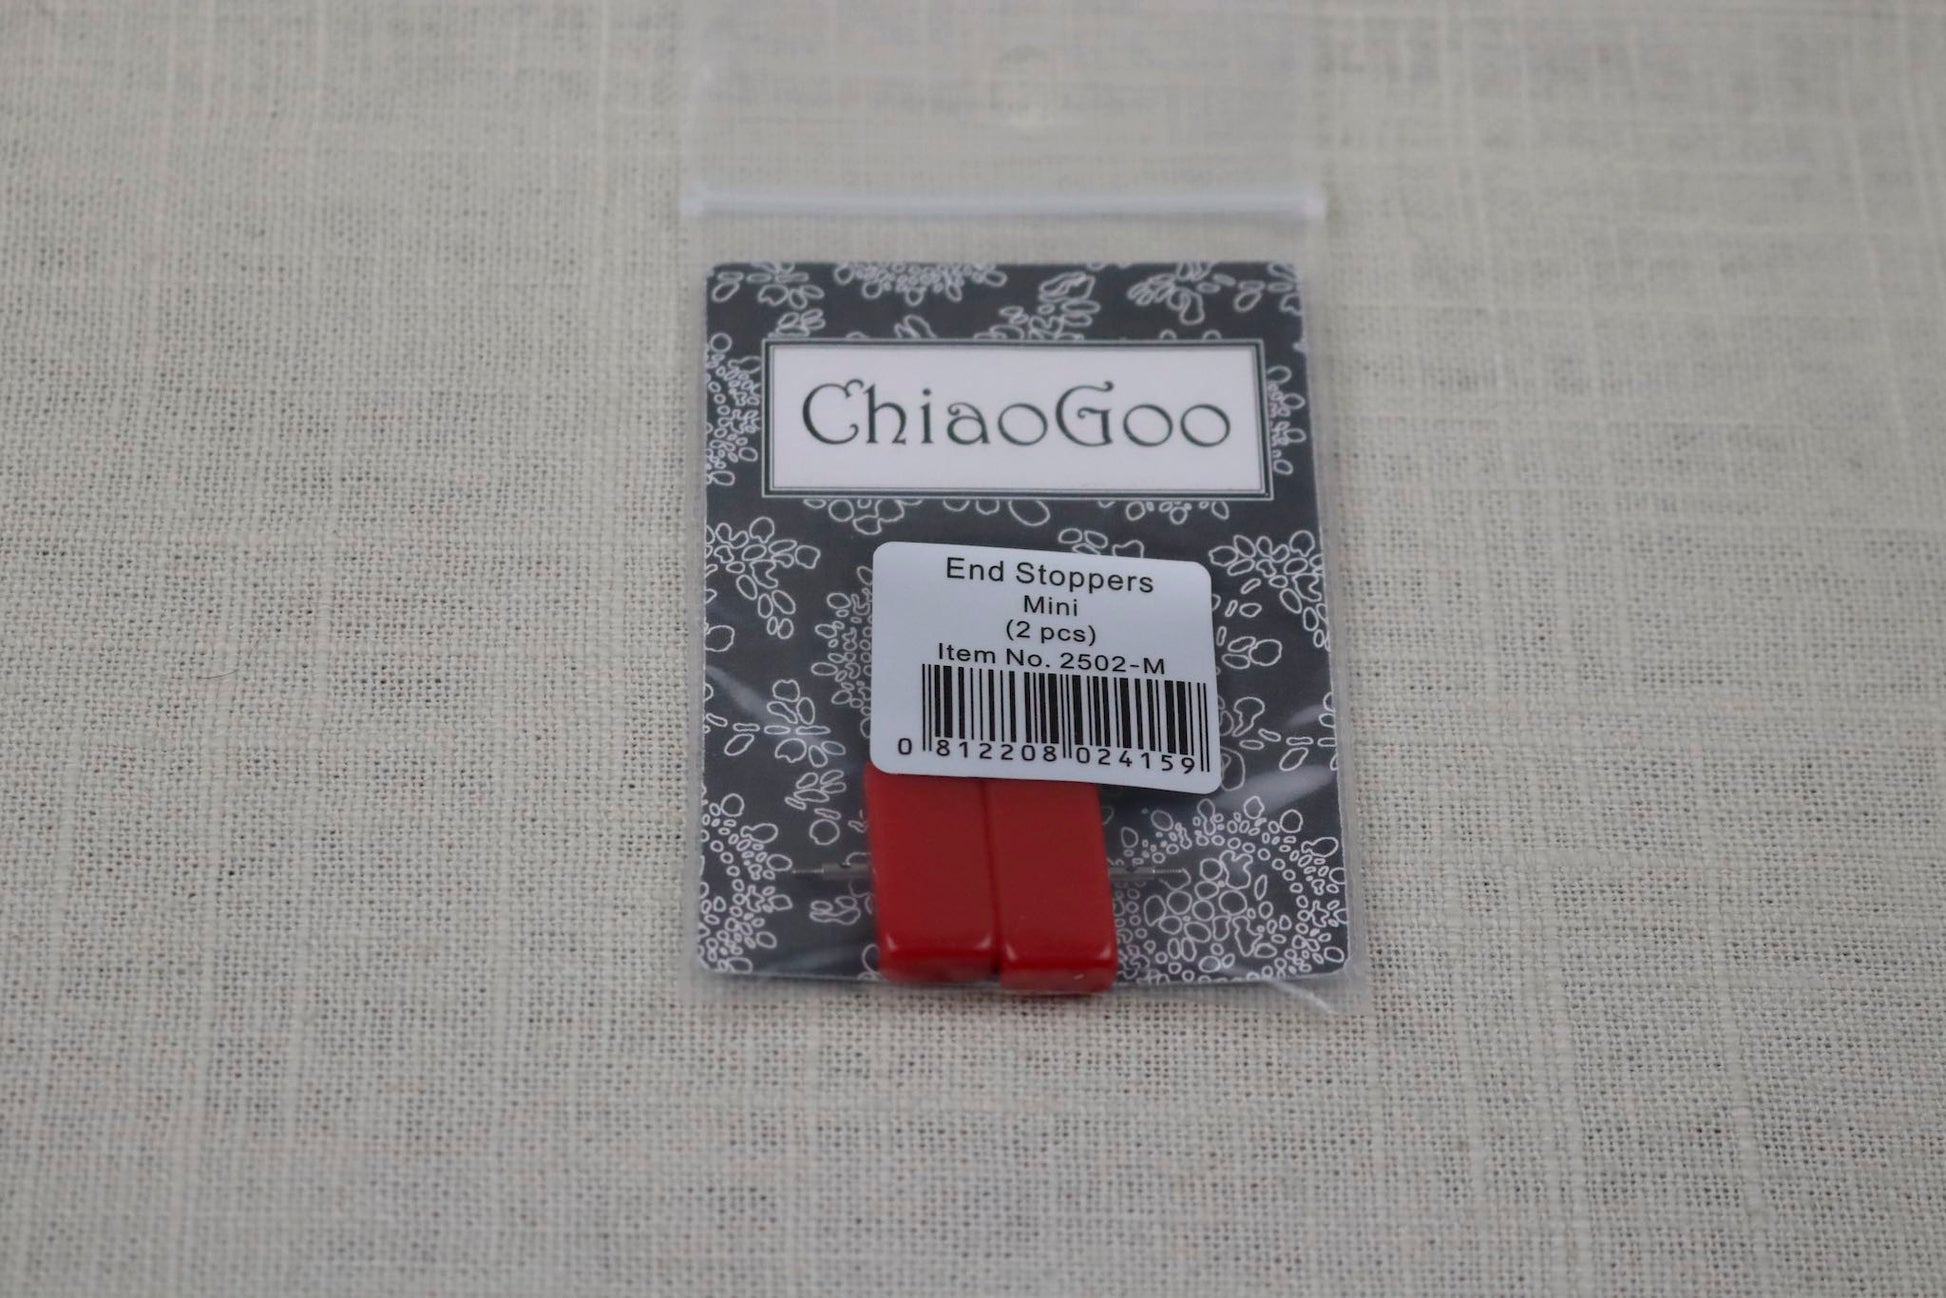 ChiaoGoo
End Stoppers
Mini
(2 pcs)
Item No. 2502-M
0 812208 024159